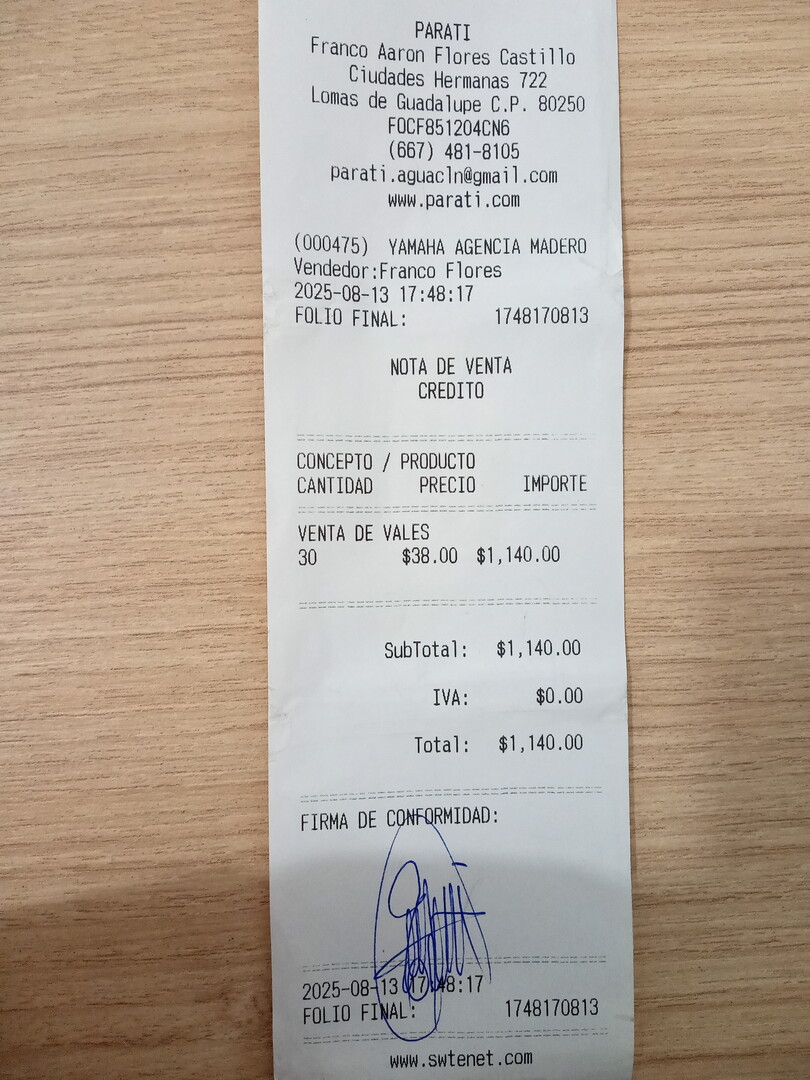 PARATI
Franco Aaron Flores Castillo
Ciudades Hermanas 722
Lomas de Guadalupe C.P. 80250
FOCF851204CN6
(667) 481-8105
parati.aguacln@gmail.com
www.parati.com
(000475) YAMAHA AGENCIA MADERO
Vendedor:Franco Flores
2025-08-13 17:48:17
FOLIO FINAL: 1748170813
NOTA DE VENTA
CREDITO
CONCEPTO / PRODUCTO
CANTIDAD PRECIO IMPORTE
VENTA DE VALES
30 $38.00 $1,140.00
SubTotal: $1,140.00
IVA: $0.00
Total: $1,140.00
FIRMA DE CONFORMIDAD:
2025-08-13 17:48:17
FOLIO FINAL: 1748170813
www.swtenet.com